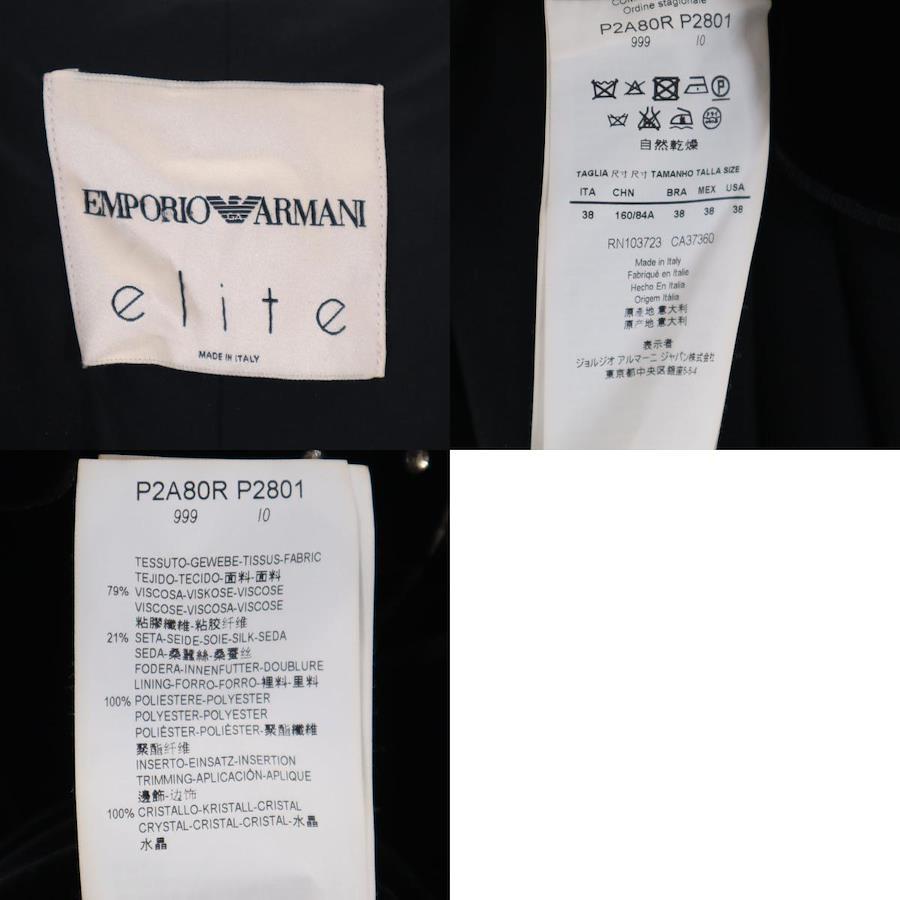 EMPORIO ARMANI
GA
elite
MADE IN ITALY
Ordine stagionale
P2A80R P2801
999 10
自然乾燥
TAGLIA 尺寸 尺寸 TAMANHO TALLA SIZE
ITA CHN BRA MEX USA
38 160/84A 38 38 38
RN103723 CA37360
Made in Italy
Fabriqué en Italie
Hecho En Italia
Origem Itália
原產地 意大利
原产地 意大利
表示者
ジョルジオ アルマーニ ジャパン株式会社
東京都中央区銀座5-5-4
P2A80R P2801
999 10
TESSUTO-GEWEBE-TISSUS-FABRIC
TEJIDO-TECIDO-面料-面料
79% VISCOSA-VISKOSE-VISCOSE
VISCOSE-VISCOSA-VISCOSE
粘膠纖維-粘胶纤维
21% SETA-SEIDE-SOIE-SILK-SEDA
SEDA-桑蠶絲-桑蚕丝
FODERA-INNENFUTTER-DOUBLURE
LINING-FORRO-FORRO-裡料-里料
100% POLIESTERE-POLYESTER
POLYESTER-POLYESTER
POLIÉSTER-POLIÉSTER-聚酯纖維
聚酯纤维
INSERTO-EINSATZ-INSERTION
TRIMMING-APLICACIÓN-APLIQUE
邊飾-边饰
100% CRISTALLO-KRISTALL-CRISTAL
CRYSTAL-CRISTAL-CRISTAL-水晶
水晶